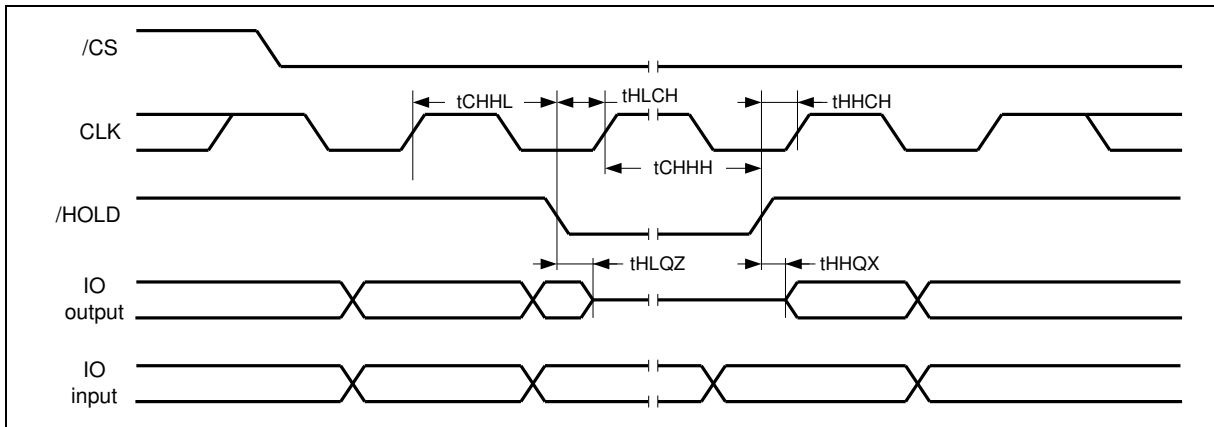 /CS
tCHHL
tHLCH
tHHCH
CLK
tCHHH
/HOLD
tHLQZ
tHHQX
IO
output
IO
input